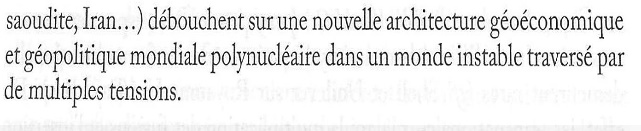 saoudite, Iran…) débouchent sur une nouvelle architecture géoéconomique
et géopolitique mondiale polynucléaire dans un monde instable traversé par
de multiples tensions.